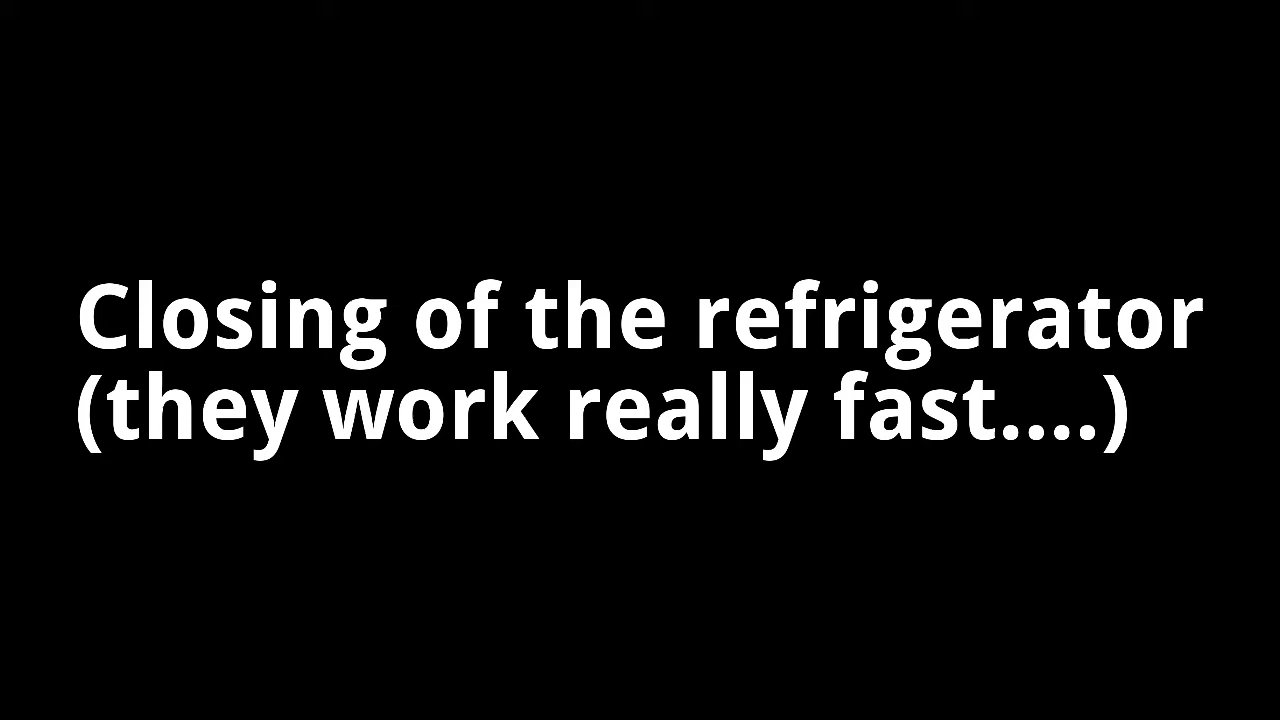 Closing of the refrigerator
(they work really fast....)